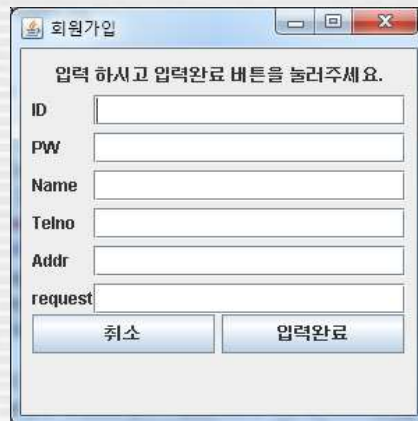 회원가입
입력 하시고 입력완료 버튼을 눌러주세요.
ID
PW
Name
Telno
Addr
request
취소 입력완료